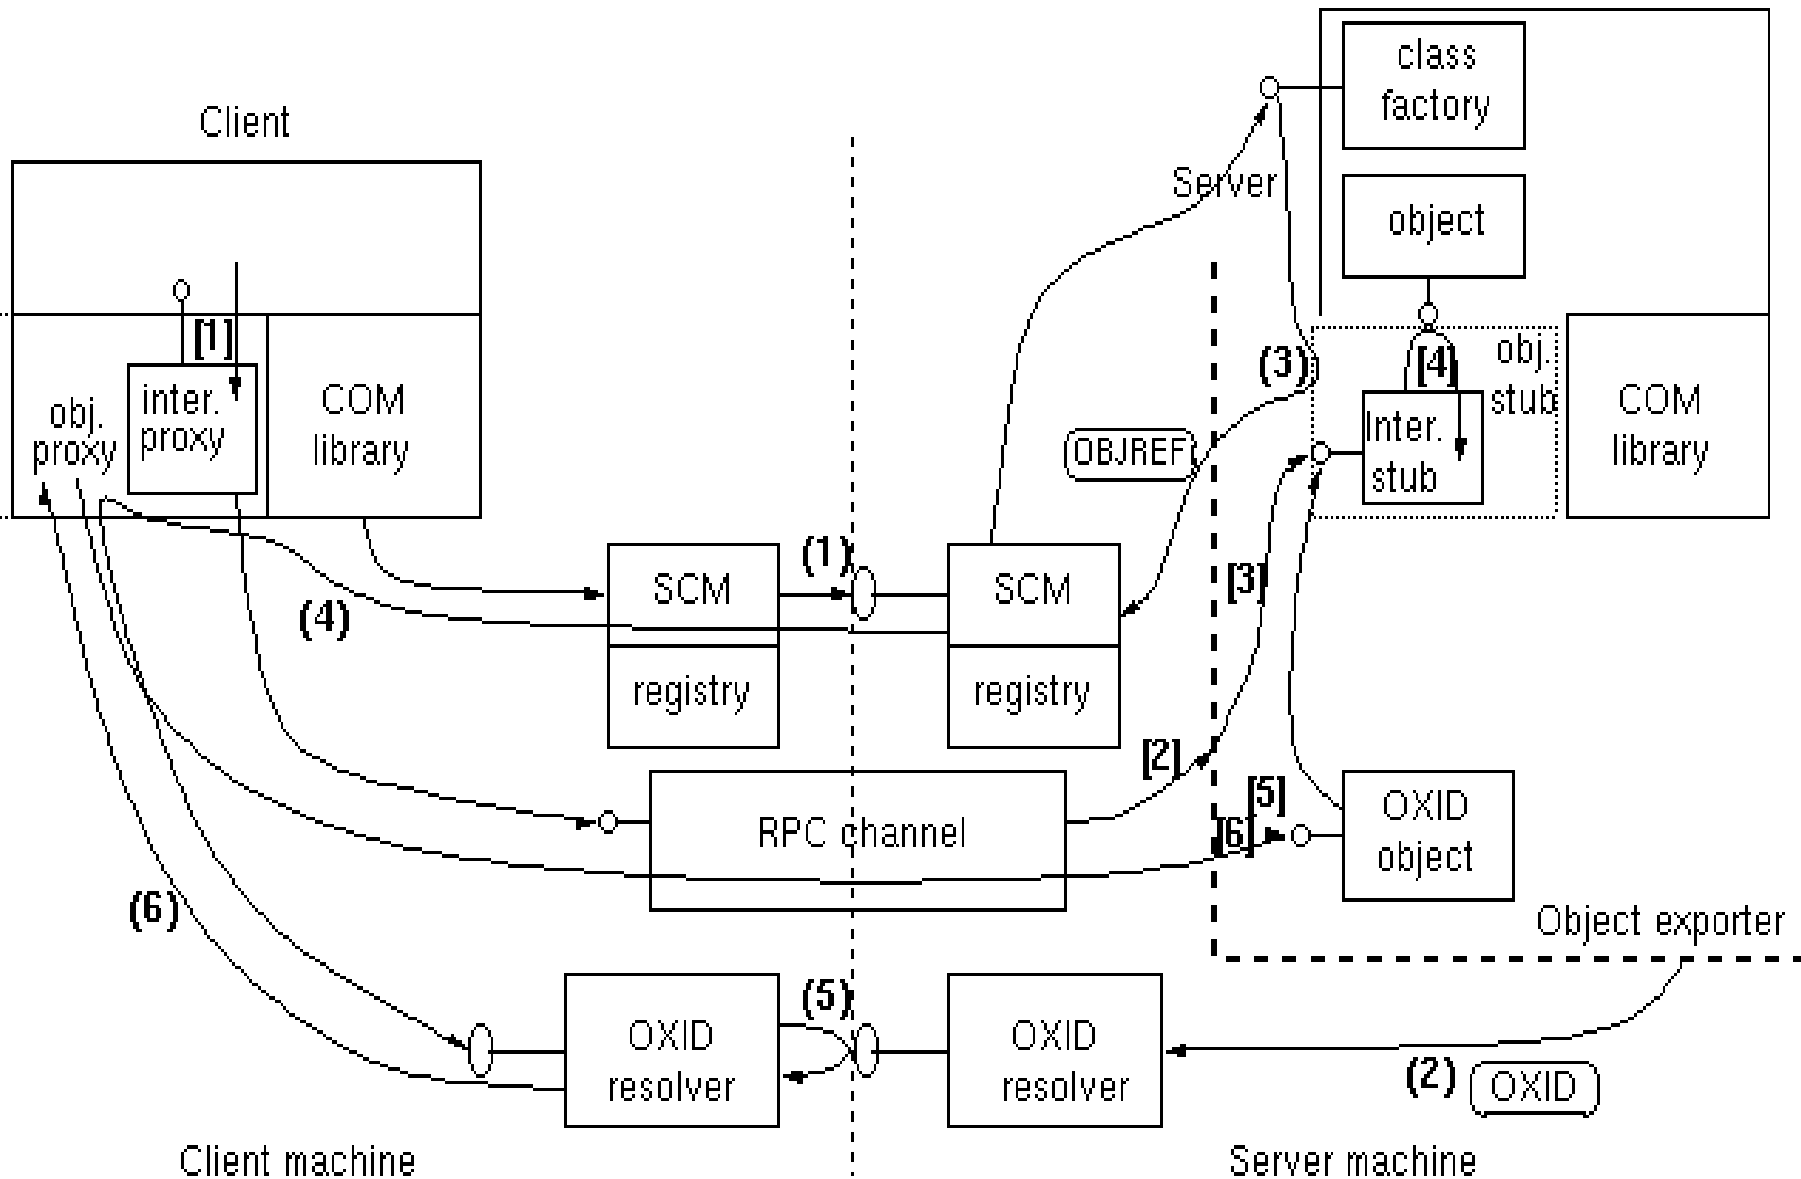 class
factory
Client
Server
object
[1]
(3)
[4]
obj.
stub
inter.
proxy
obj.
proxy
COM
library
OBJREF
Inter.
stub
COM
library
(1)
SCM
SCM
[3]
(4)
registry
registry
[2]
RPC channel
[5]
[6]
OXID
object
(6)
Object exporter
(5)
OXID
resolver
OXID
resolver
(2)
OXID
Client machine
Server machine